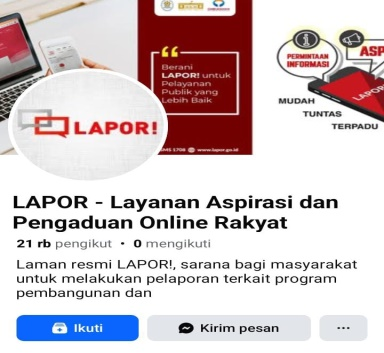 Berani
LAPOR! untuk
Pelayanan
Publik yang
Lebih Baik
SMS 1708 www.lapor.go.id
PERMINTAAN
INFORMASI
ASP
LAPOR
MUDAH
TUNTAS
TERPADU
LAPOR!
LAPOR - Layanan Aspirasi dan
Pengaduan Online Rakyat
21 rb pengikut • 0 mengikuti
Laman resmi LAPOR!, sarana bagi masyarakat
untuk melakukan pelaporan terkait program
pembangunan dan
Ikuti
Kirim pesan